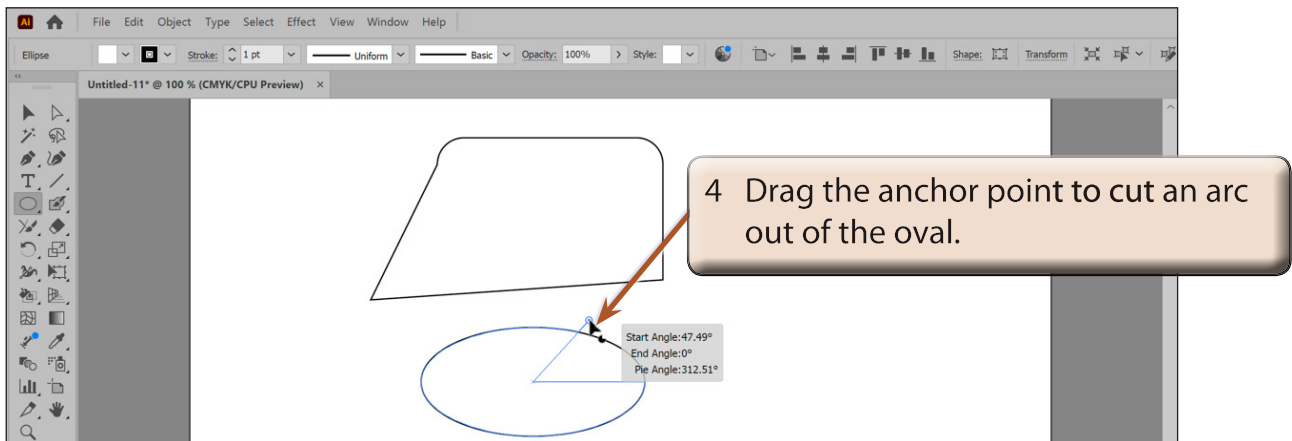 Ai File Edit Object Type Select Effect View Window Help
Ellipse Stroke: 1 pt Uniform Basic Opacity: 100% Style: Shape: Transform
Untitled-11* @ 100 % (CMYK/CPU Preview) ×
4 Drag the anchor point to cut an arc
out of the oval.
Start Angle:47.49°
End Angle:0°
Pie Angle:312.51°